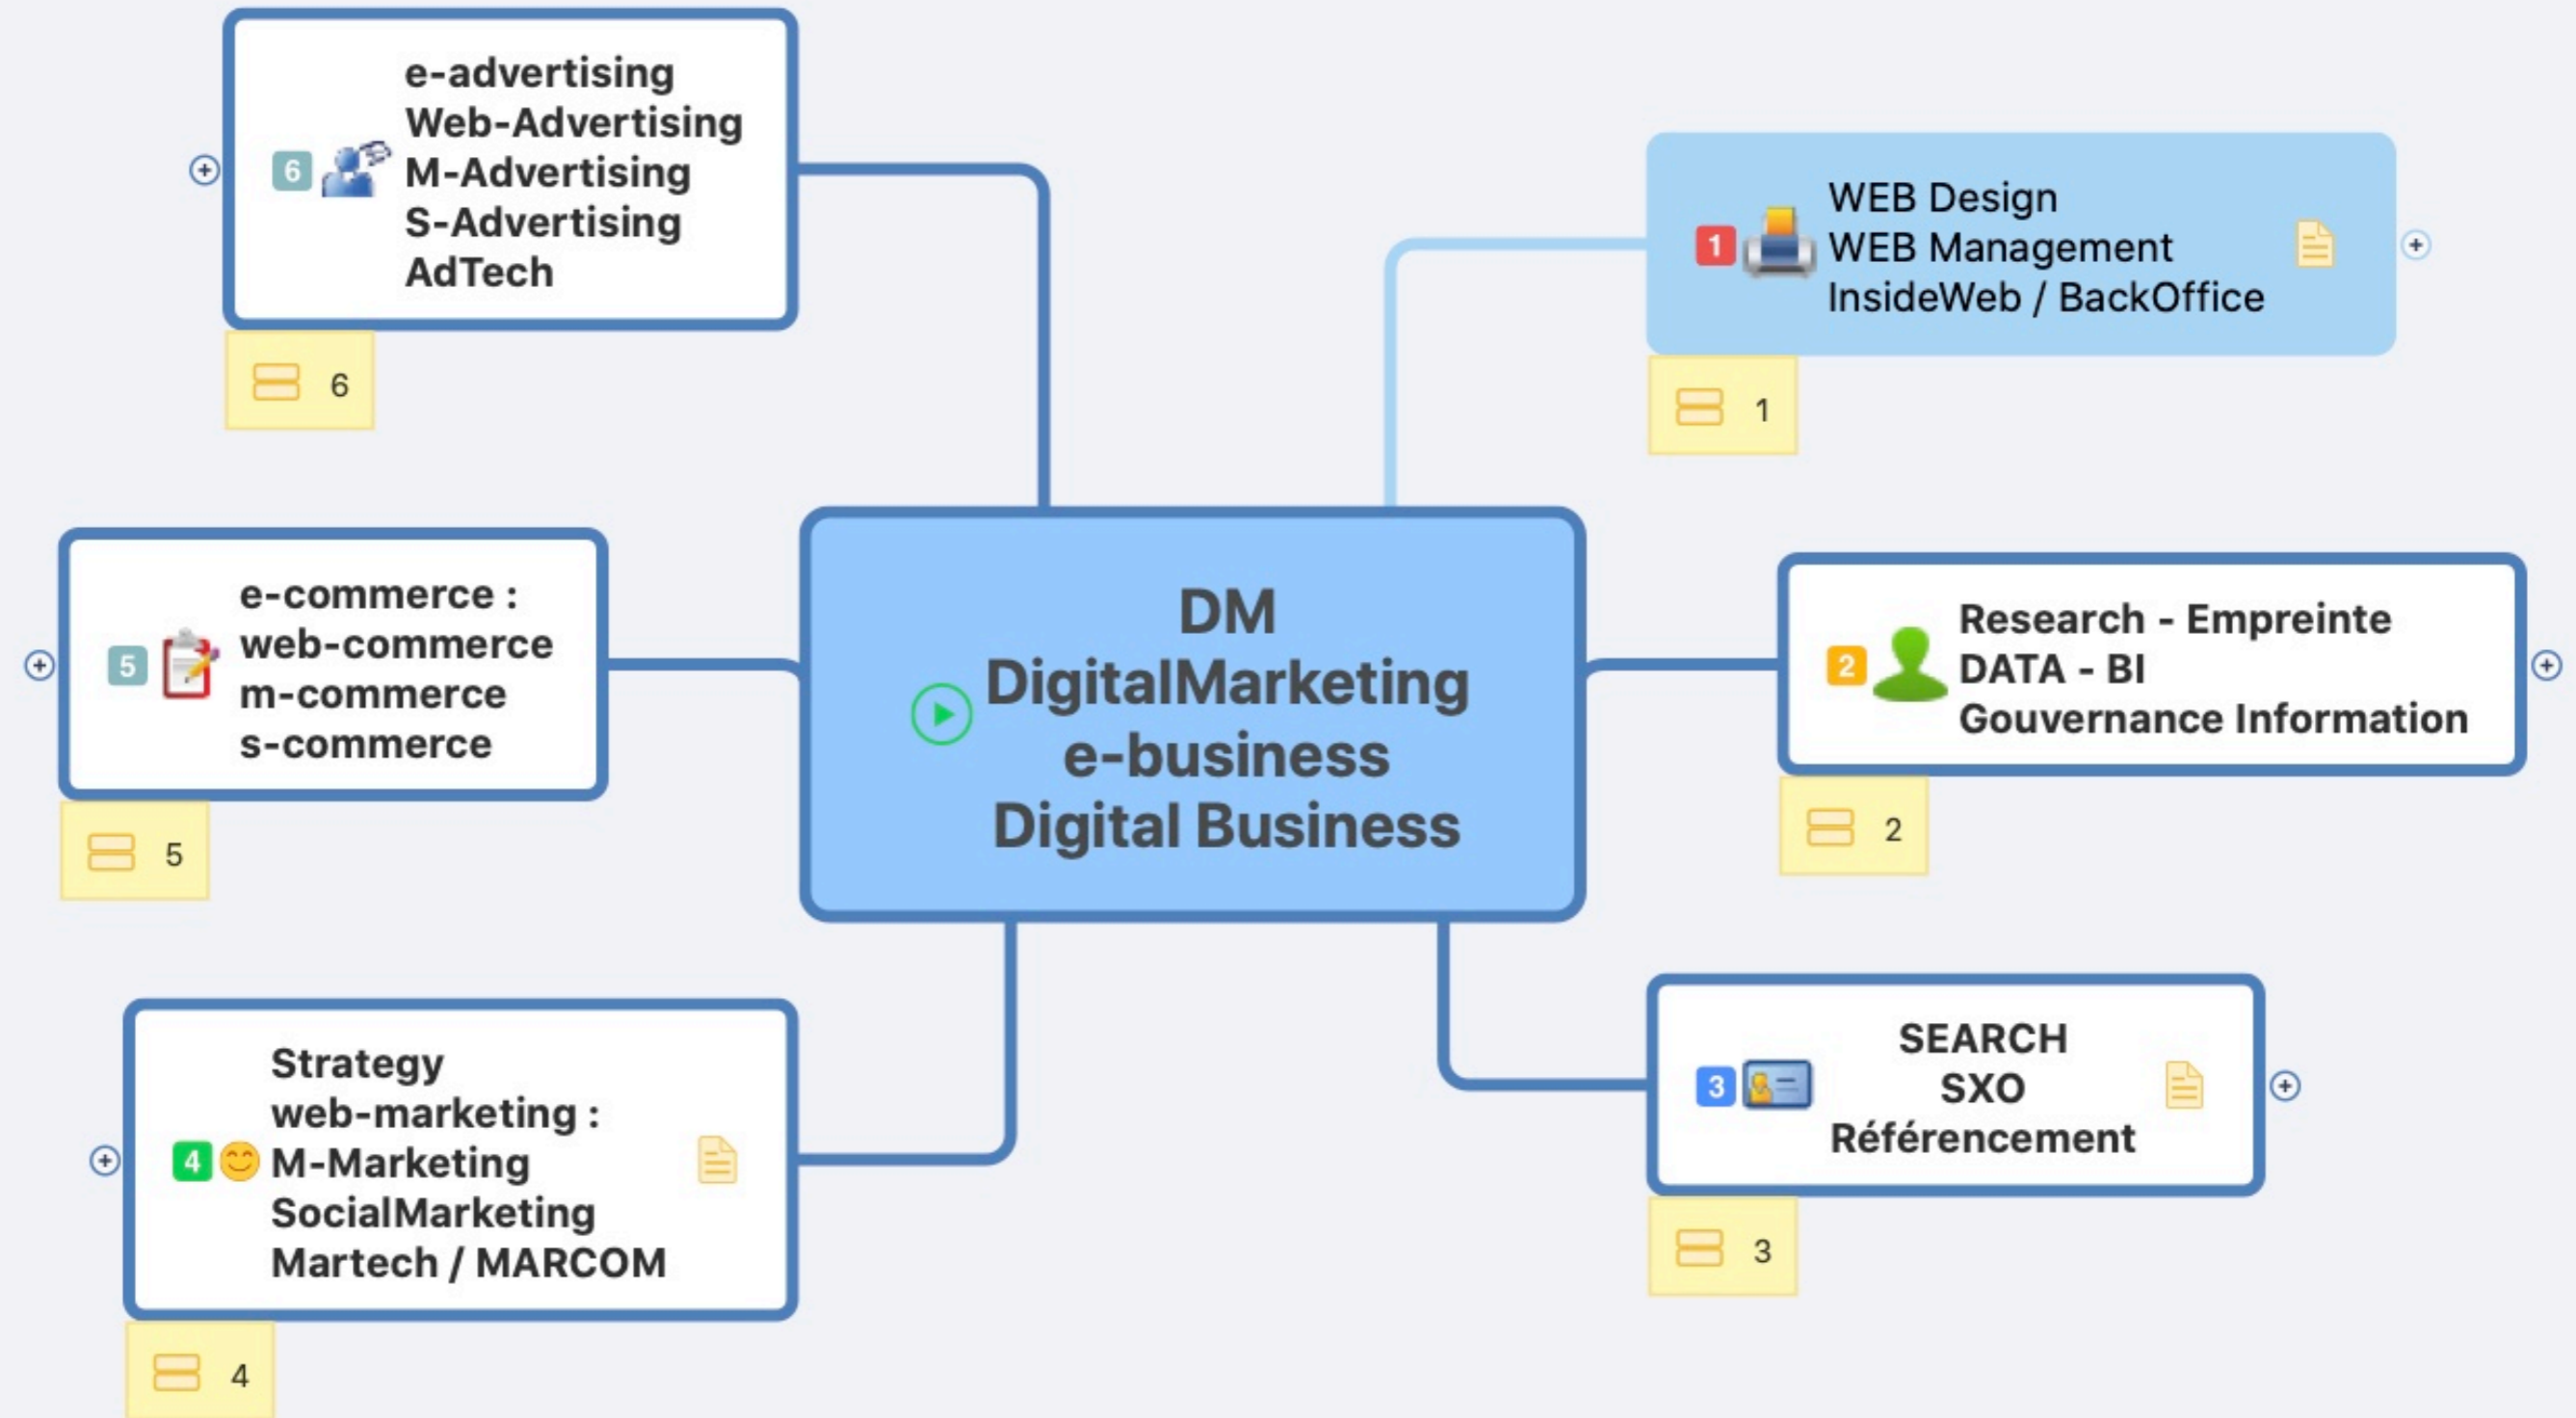 DM
DigitalMarketing
e-business
Digital Business
1
WEB Design
WEB Management
InsideWeb / BackOffice
1
2
Research - Empreinte
DATA - BI
Gouvernance Information
2
3
SEARCH
SXO
Référencement
3
4
Strategy
web-marketing :
M-Marketing
SocialMarketing
Martech / MARCOM
4
5
e-commerce :
web-commerce
m-commerce
s-commerce
5
6
e-advertising
Web-Advertising
M-Advertising
S-Advertising
AdTech
6